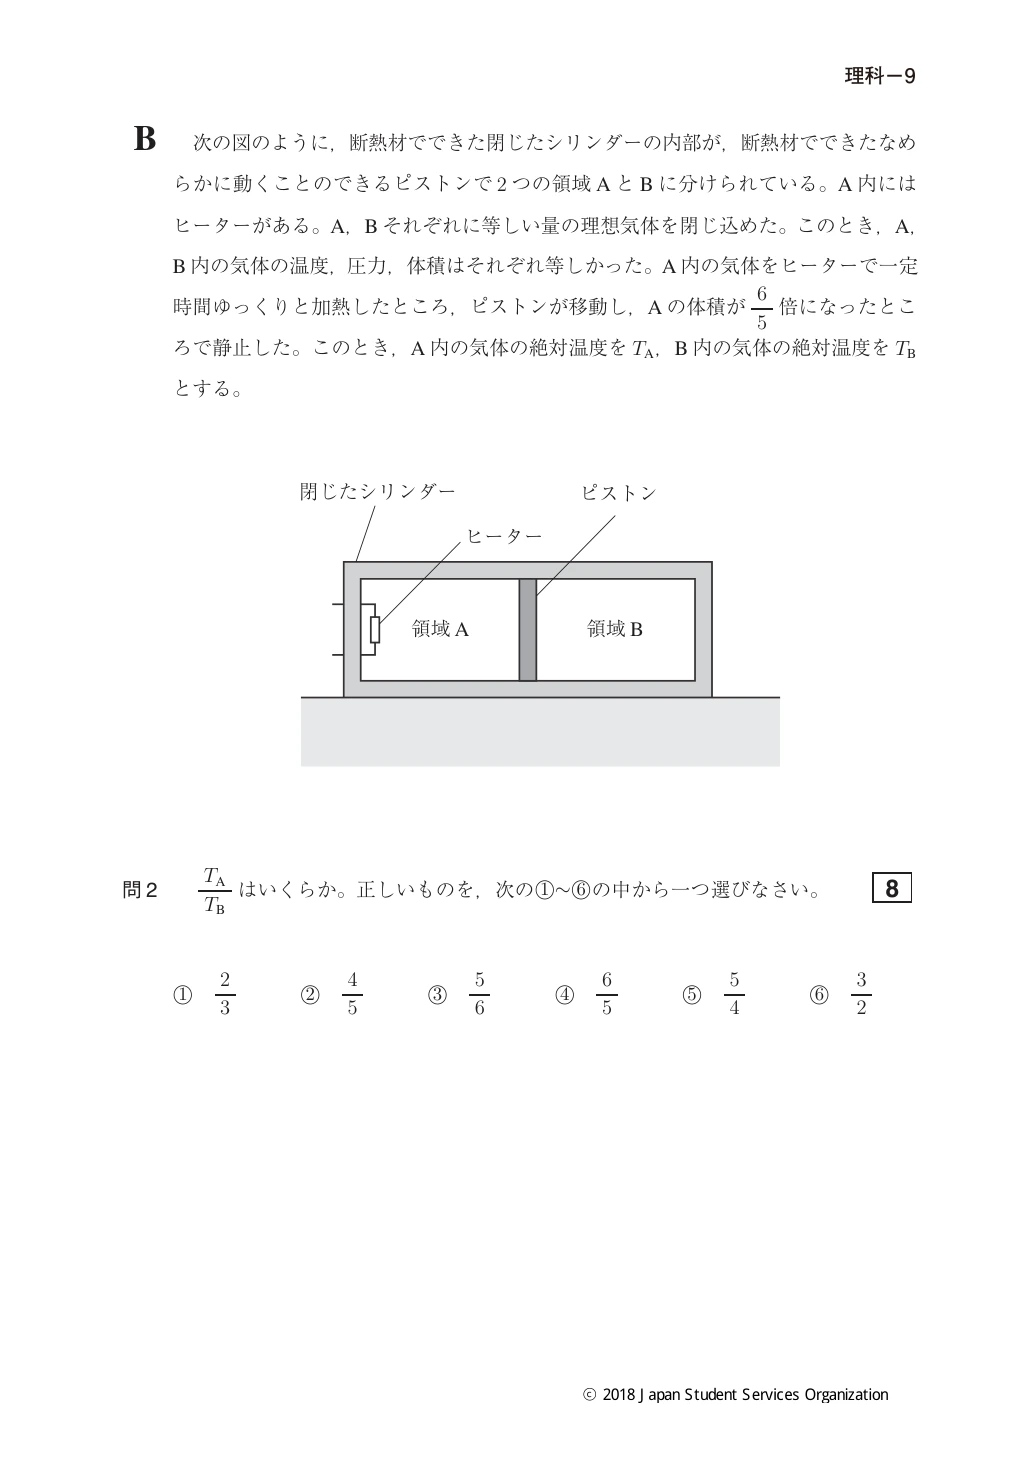 理科－9
B 次の図のように，断熱材でできた閉じたシリンダーの内部が，断熱材でできたなめ
らかに動くことのできるピストンで2つの領域AとBに分けられている。A内には
ヒーターがある。A，Bそれぞれに等しい量の理想気体を閉じ込めた。このとき，A，
B内の気体の温度，圧力，体積はそれぞれ等しかった。A内の気体をヒーターで一定
時間ゆっくりと加熱したところ，ピストンが移動し，Aの体積が 6/5 倍になったとこ
ろで静止した。このとき，A内の気体の絶対温度をT_A，B内の気体の絶対温度をT_B
とする。
閉じたシリンダー ピストン
ヒーター
領域A 領域B
問2 T_A/T_B はいくらか。正しいものを，次の①～⑥の中から一つ選びなさい。 8
① 2/3 ② 4/5 ③ 5/6 ④ 6/5 ⑤ 5/4 ⑥ 3/2
© 2018 Japan Student Services Organization